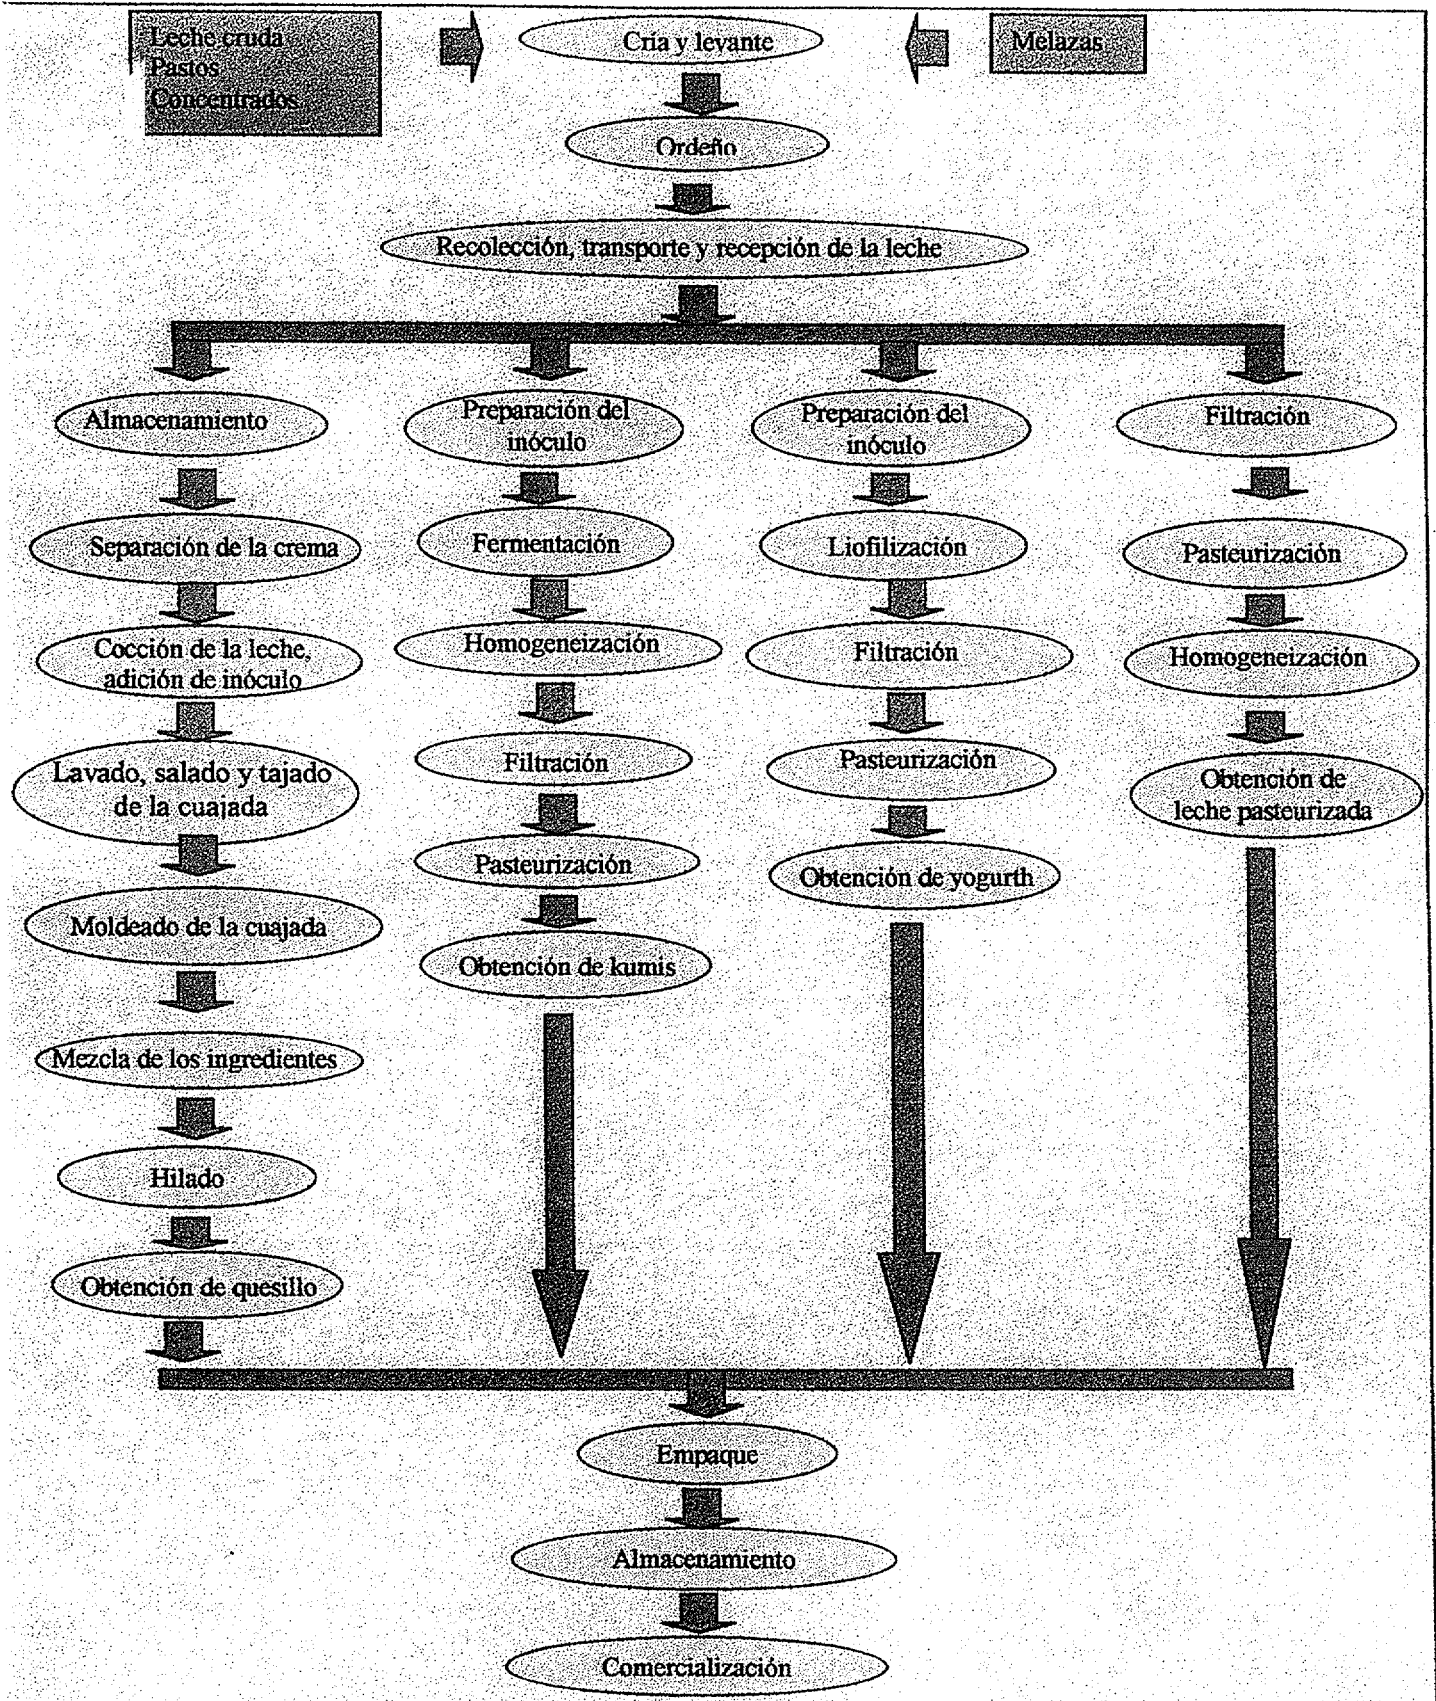 Leche cruda
Pastos
Concentrados
Cria y levante
Melazas
Ordeño
Recolección, transporte y recepción de la leche
Almacenamiento
Separación de la crema
Cocción de la leche,
adición de inóculo
Lavado, salado y tajado
de la cuajada
Moldeado de la cuajada
Mezcla de los ingredientes
Hilado
Obtención de quesillo
Preparación del
inóculo
Fermentación
Homogeneización
Filtración
Pasteurización
Obtención de kumis
Preparación del
inóculo
Liofilización
Filtración
Pasteurización
Obtención de yogurth
Filtración
Pasteurización
Homogeneización
Obtención de
leche pasteurizada
Empaque
Almacenamiento
Comercialización